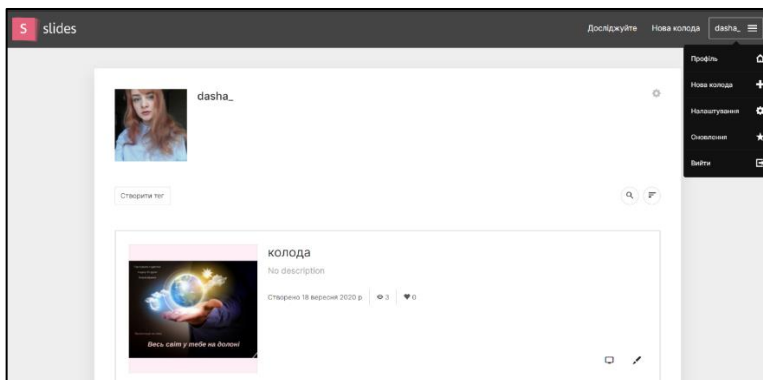 S slides
Досліджуйте Нова колода dasha_
Профіль
Нова колода
Налаштування
Оновлення
Вийти
dasha_
Створити тег
колода
No description
Створено 18 вересня 2020 р 3 0
Весь світ у тебе на долоні